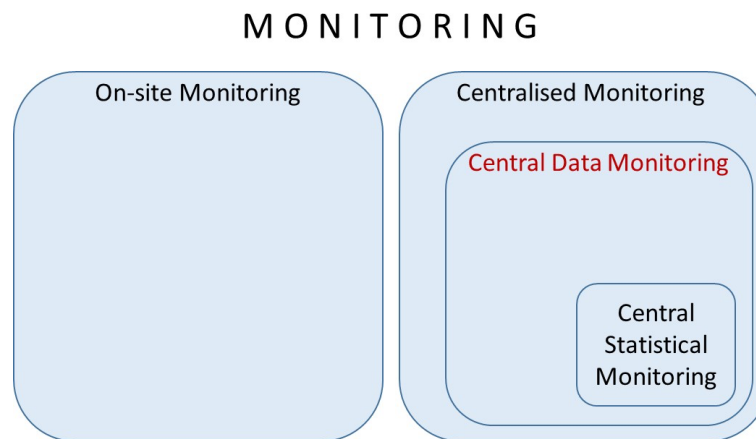 MONITORING
On-site Monitoring
Centralised Monitoring
Central Data Monitoring
Central
Statistical
Monitoring